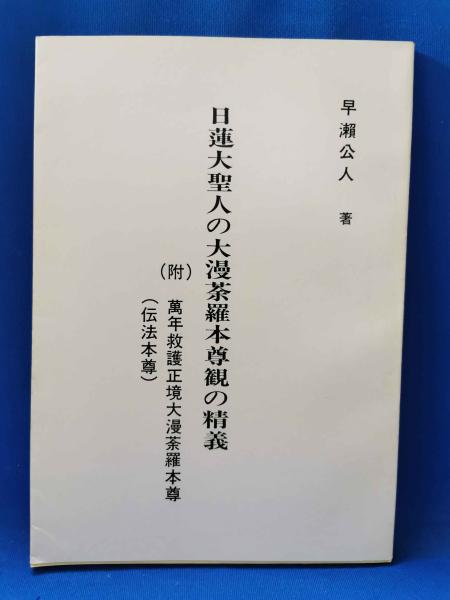 早瀬公人 著
日蓮大聖人の大漫荼羅本尊観の精義
（附） 萬年救護正境大漫荼羅本尊
（伝法本尊）